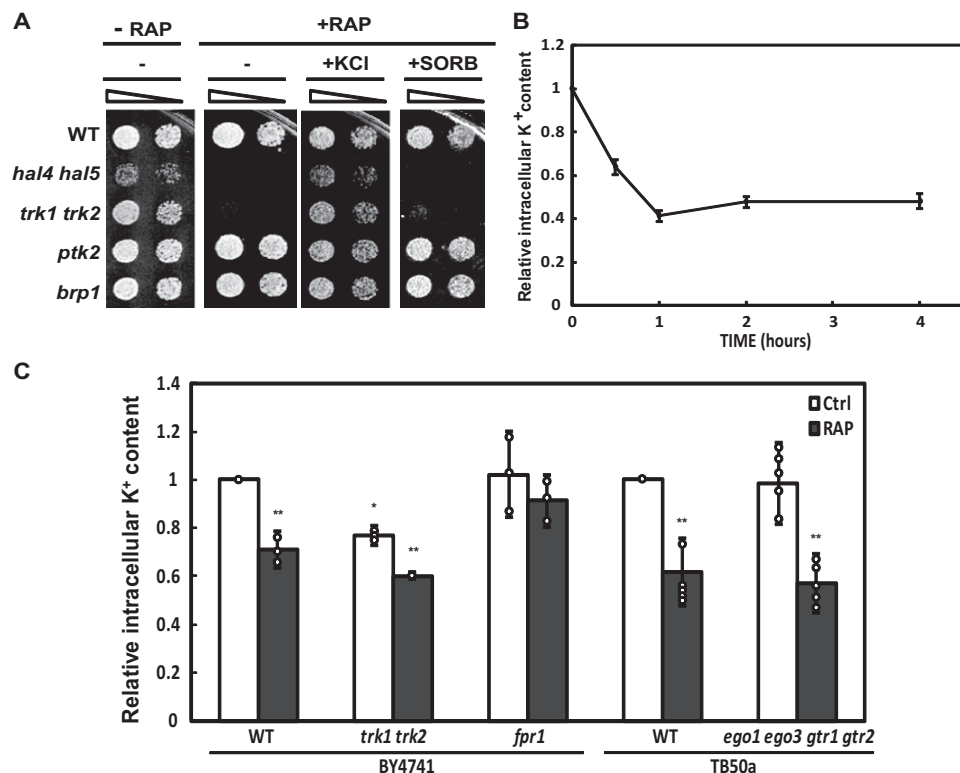 A
- RAP
+RAP
-
-
+KCl
+SORB
WT
hal4 hal5
trk1 trk2
ptk2
brp1
B
Relative intracellular K+ content
1.2
1
0.8
0.6
0.4
0.2
0
0 1 2 3 4
TIME (hours)
C
Relative intracellular K+ content
1.4
1.2
1
0.8
0.6
0.4
0.2
0
Ctrl
RAP
**
*
**
**
**
WT trk1 trk2 fpr1 WT ego1 ego3 gtr1 gtr2
BY4741 TB50a